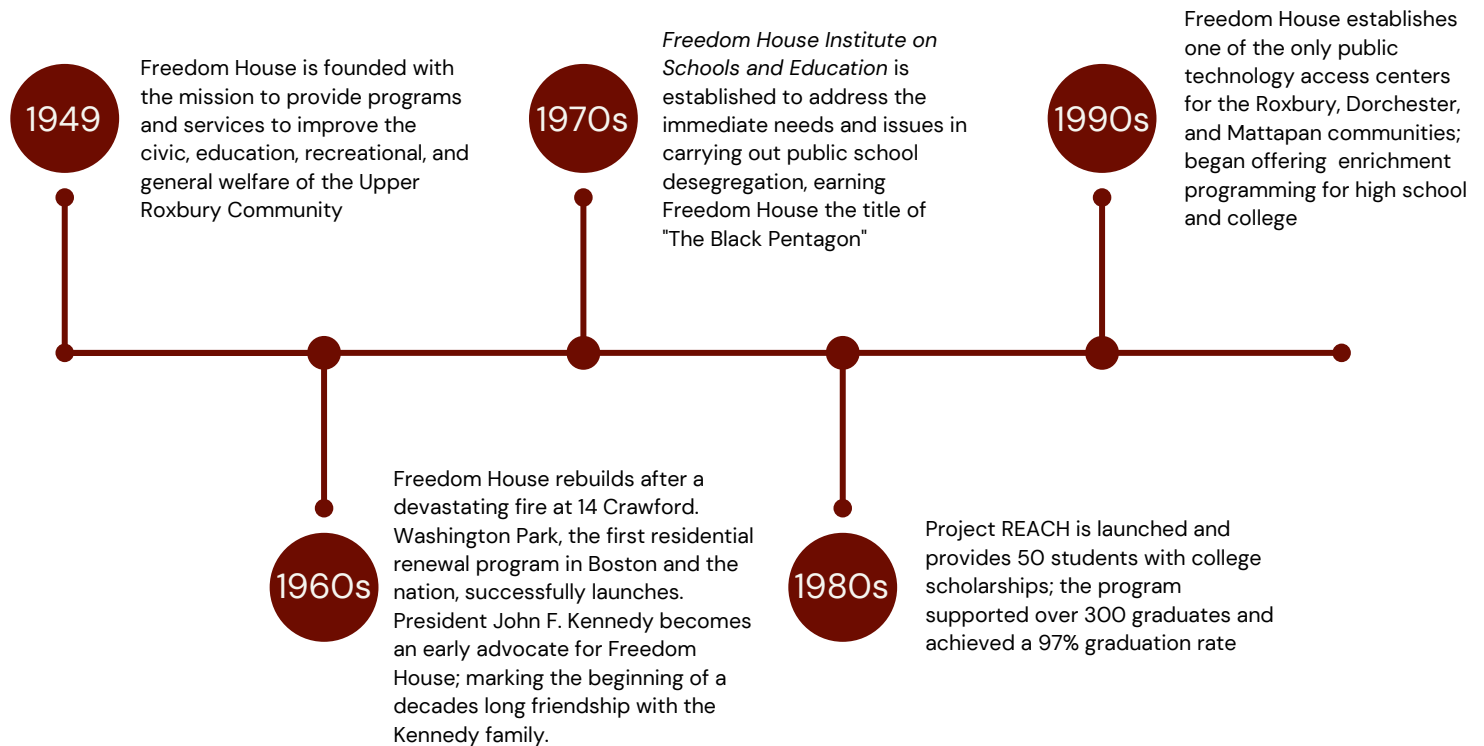 1949
Freedom House is founded with
the mission to provide programs
and services to improve the
civic, education, recreational, and
general welfare of the Upper
Roxbury Community
1960s
Freedom House rebuilds after a
devastating fire at 14 Crawford.
Washington Park, the first residential
renewal program in Boston and the
nation, successfully launches.
President John F. Kennedy becomes
an early advocate for Freedom
House; marking the beginning of a
decades long friendship with the
Kennedy family.
1970s
Freedom House Institute on
Schools and Education is
established to address the
immediate needs and issues in
carrying out public school
desegregation, earning
Freedom House the title of
"The Black Pentagon"
1980s
Project REACH is launched and
provides 50 students with college
scholarships; the program
supported over 300 graduates and
achieved a 97% graduation rate
1990s
Freedom House establishes
one of the only public
technology access centers
for the Roxbury, Dorchester,
and Mattapan communities;
began offering  enrichment
programming for high school
and college